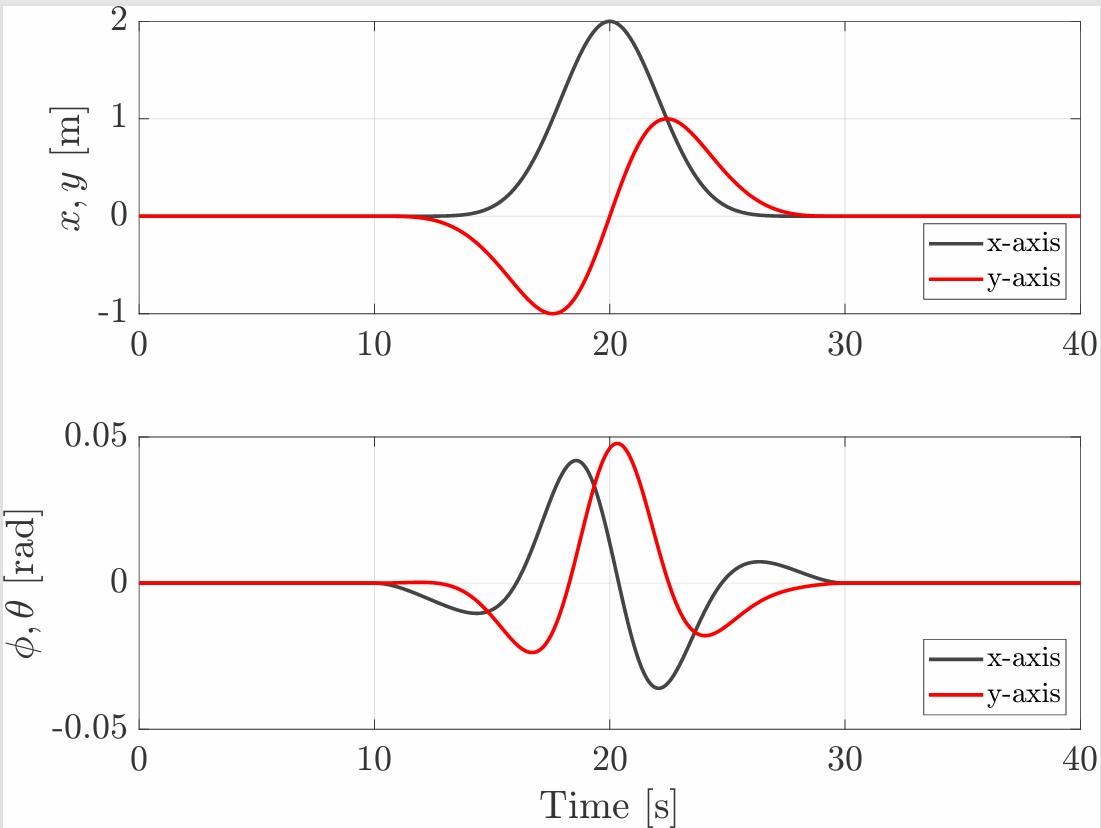 2
1
0
-1
x, y [m]
0 10 20 30 40
x-axis
y-axis
0.05
0
-0.05
ϕ, θ [rad]
0 10 20 30 40
x-axis
y-axis
Time [s]